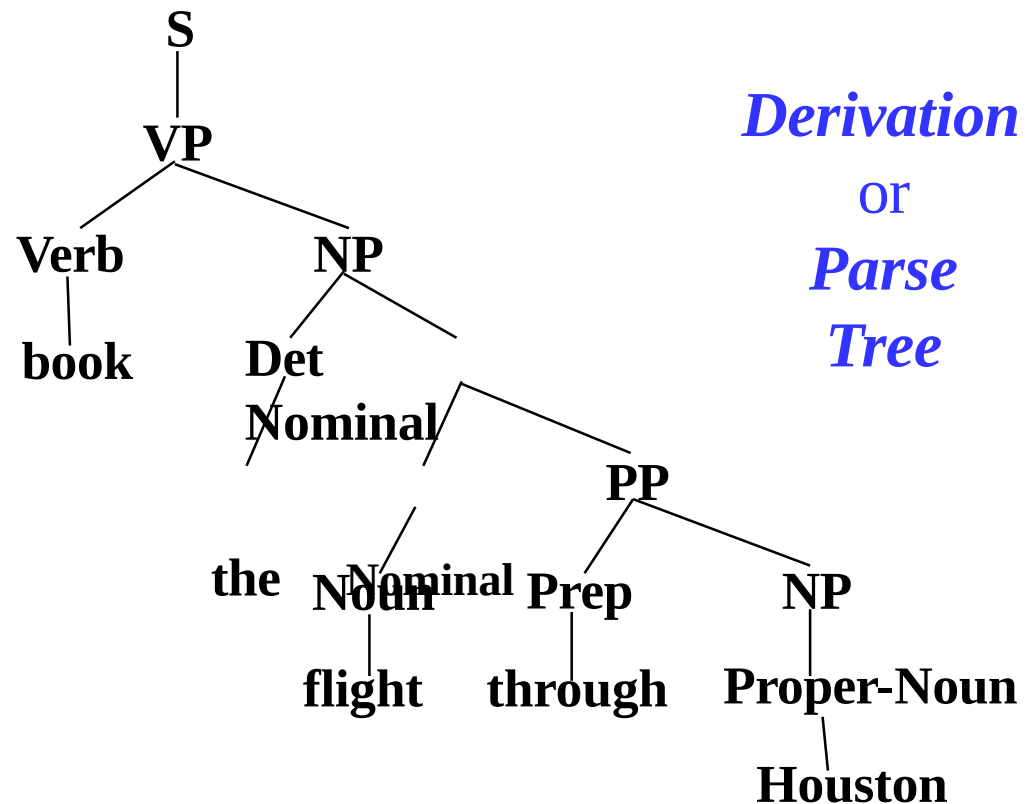 S
Derivation
VP
or
Verb NP
Parse
Tree
book Det
Nominal
PP
the Nominal
Noun Prep NP
flight through Proper-Noun
Houston